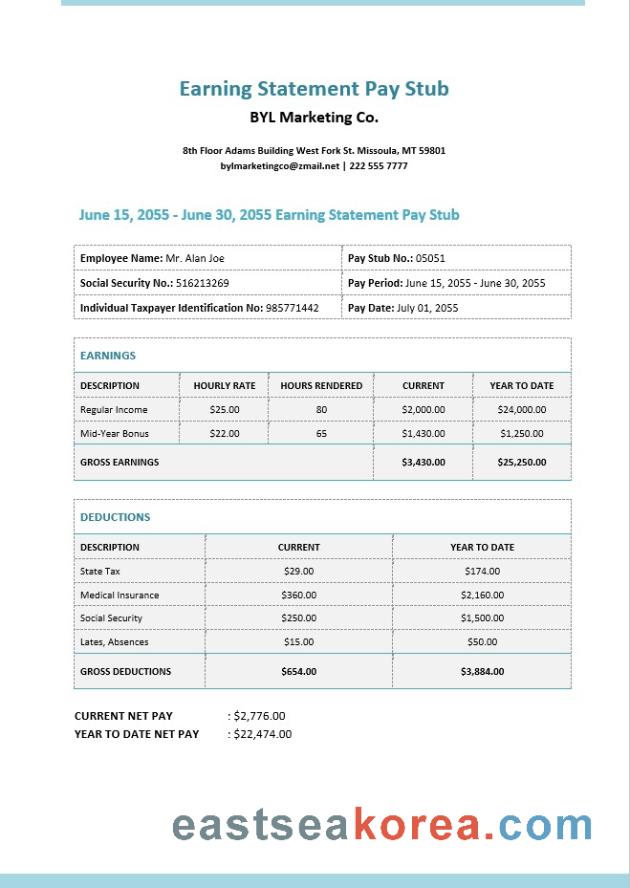 Earning Statement Pay Stub
BYL Marketing Co.
8th Floor Adams Building West Fork St. Missoula, MT 59801
bylmarketingco@zmail.net | 222 555 7777
June 15, 2055 - June 30, 2055 Earning Statement Pay Stub
Employee Name: Mr. Alan Joe Pay Stub No.: 05051
Social Security No.: 516213269 Pay Period: June 15, 2055 - June 30, 2055
Individual Taxpayer Identification No: 985771442 Pay Date: July 01, 2055
EARNINGS
DESCRIPTION HOURLY RATE HOURS RENDERED CURRENT YEAR TO DATE
Regular Income $25.00 80 $2,000.00 $24,000.00
Mid-Year Bonus $22.00 65 $1,430.00 $1,250.00
GROSS EARNINGS $3,430.00 $25,250.00
DEDUCTIONS
DESCRIPTION CURRENT YEAR TO DATE
State Tax $29.00 $174.00
Medical Insurance $360.00 $2,160.00
Social Security $250.00 $1,500.00
Lates, Absences $15.00 $50.00
GROSS DEDUCTIONS $654.00 $3,884.00
CURRENT NET PAY : $2,776.00
YEAR TO DATE NET PAY : $22,474.00
eastseakorea.com